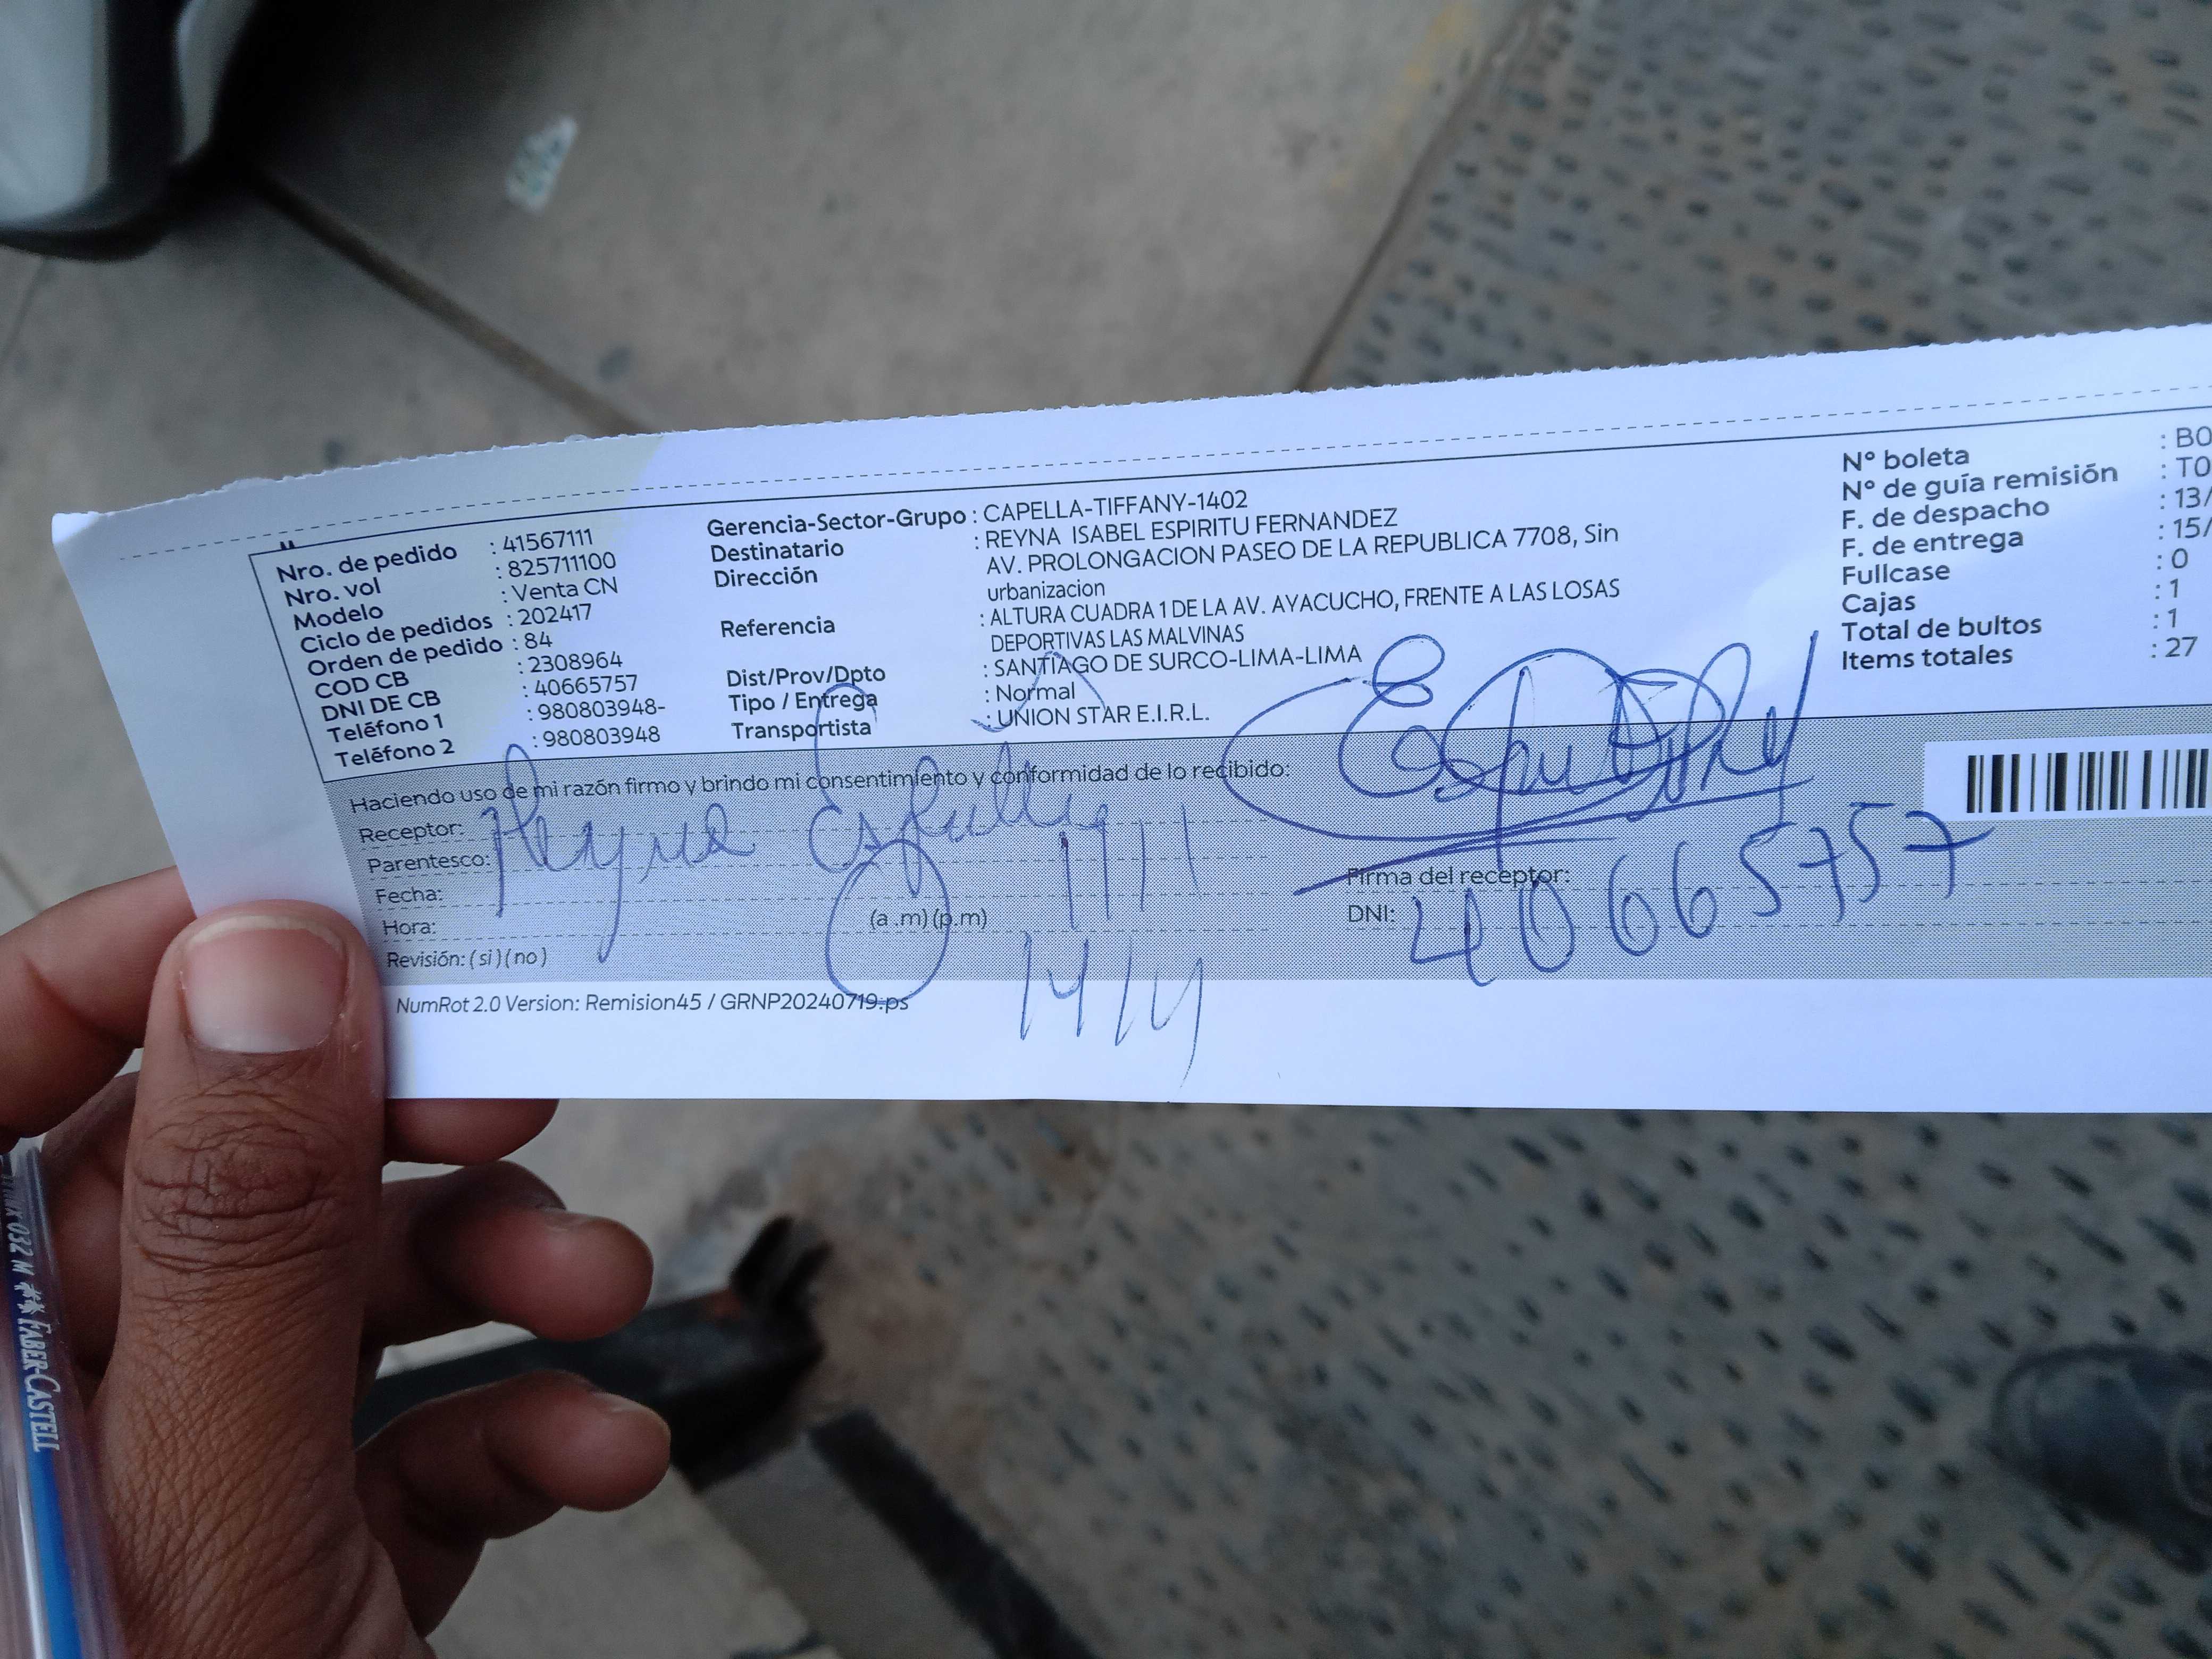 Nro. de pedido : 41567111
Nro. vol : 825711100
Modelo : Venta CN
Ciclo de pedidos : 202417
Orden de pedido : 84
COD CB : 2308964
DNI DE CB : 40665757
Teléfono 1 : 980803948-
Teléfono 2 : 980803948
Gerencia-Sector-Grupo : CAPELLA-TIFFANY-1402
Destinatario : REYNA ISABEL ESPIRITU FERNANDEZ
Dirección AV. PROLONGACION PASEO DE LA REPUBLICA 7708, Sin
urbanizacion
Referencia : ALTURA CUADRA 1 DE LA AV. AYACUCHO, FRENTE A LAS LOSAS
DEPORTIVAS LAS MALVINAS
Dist/Prov/Dpto : SANTIAGO DE SURCO-LIMA-LIMA
Tipo / Entrega : Normal
Transportista : UNION STAR E.I.R.L.
N° boleta : B0
N° de guía remisión : T0
F. de despacho : 13/
F. de entrega : 15/
Fullcase : 0
Cajas : 1
Total de bultos : 1
Items totales : 27
Haciendo uso de mi razón firmo y brindo mi consentimiento y conformidad de lo recibido:
Receptor: Reyna
Parentesco:
Fecha:
Hora: (a .m) (p.m)
Revisión: ( si ) ( no )
Firma del receptor:
DNI: 40665757
NumRot 2.0 Version: Remision45 / GRNP20240719.ps
FABER-CASTELL